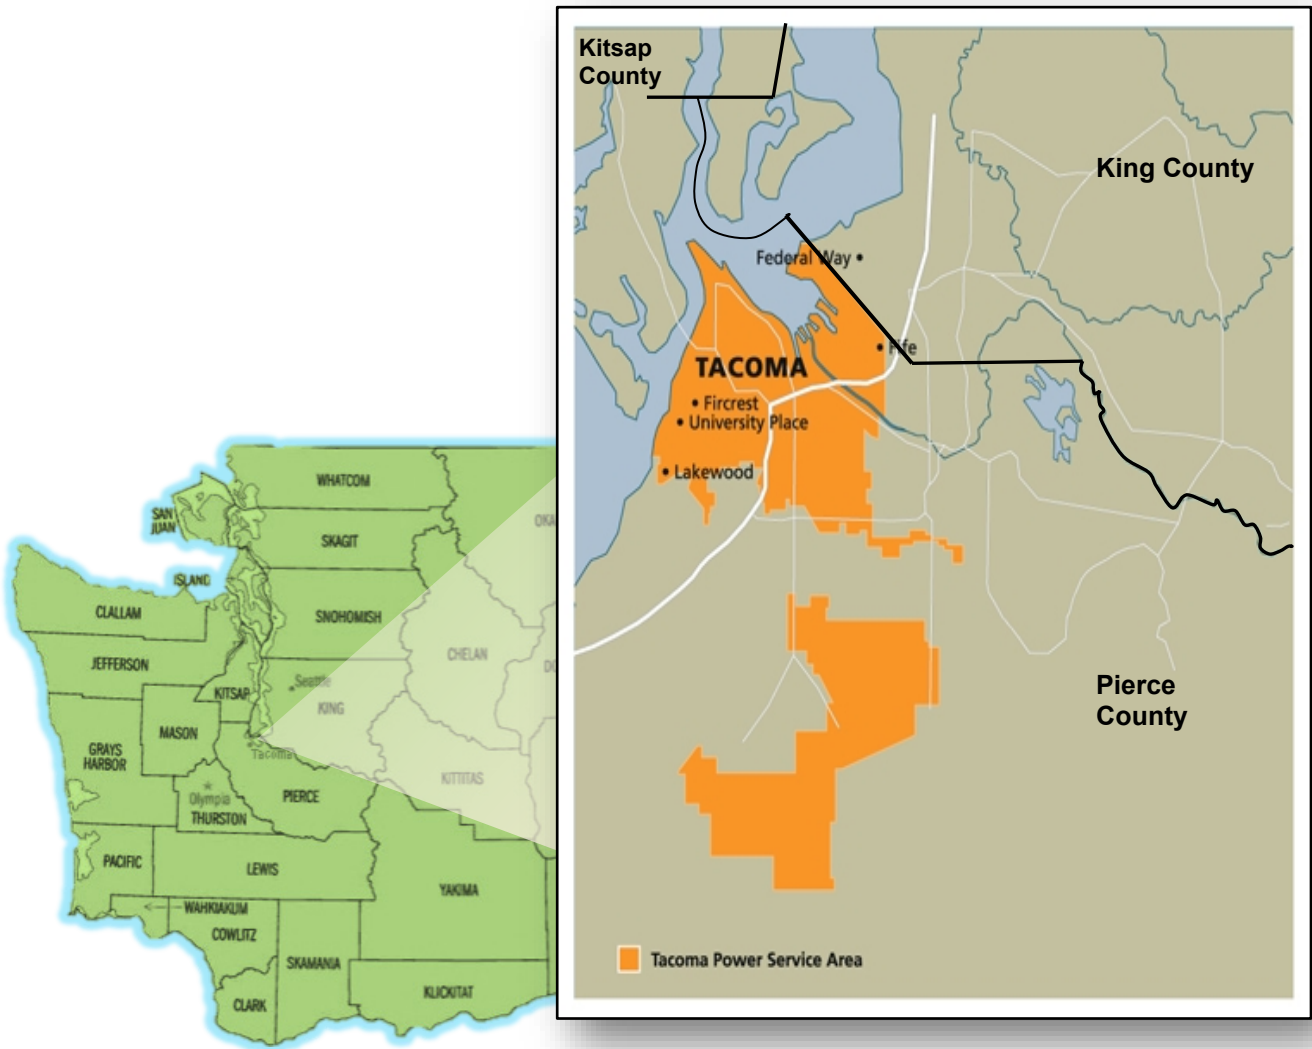 WHATCOM
SAN
JUAN
SKAGIT
ISLAND
CLALLAM
SNOHOMISH
JEFFERSON
CHELAN
KITSAP
Seattle
KING
MASON
GRAYS
HARBOR
Tacoma
KITTITAS
Olympia
THURSTON
PIERCE
PACIFIC
LEWIS
YAKIMA
WAHKIAKUM
COWLITZ
SKAMANIA
CLARK
KLICKITAT
Kitsap
County
King County
Federal Way
Fife
TACOMA
Fircrest
University Place
Lakewood
Pierce
County
Tacoma Power Service Area